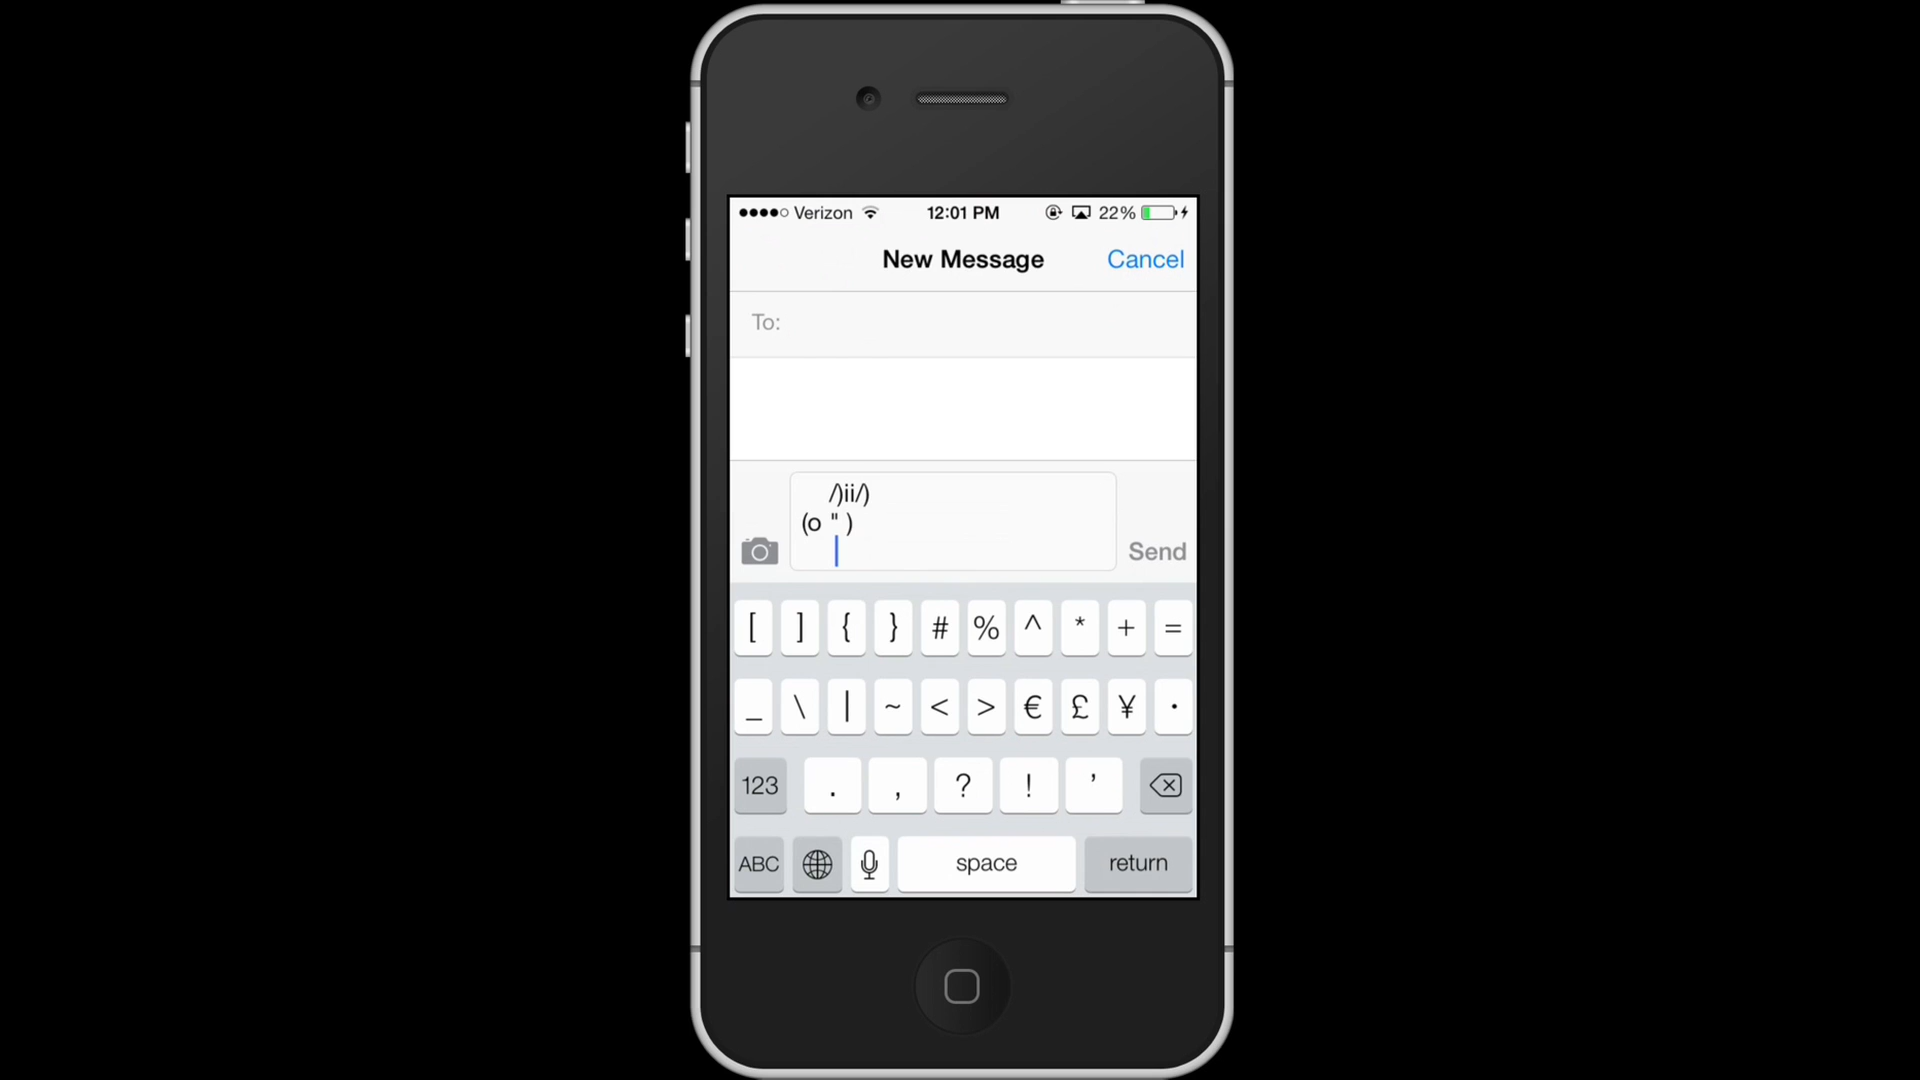 Verizon 12:01 PM 22%
New Message Cancel
To:
/)ii/)
(o " )
Send
[ ] { } # % ^ * + =
_ \ | ~ < > € £ ¥ •
123 . , ? ! ’
ABC space return